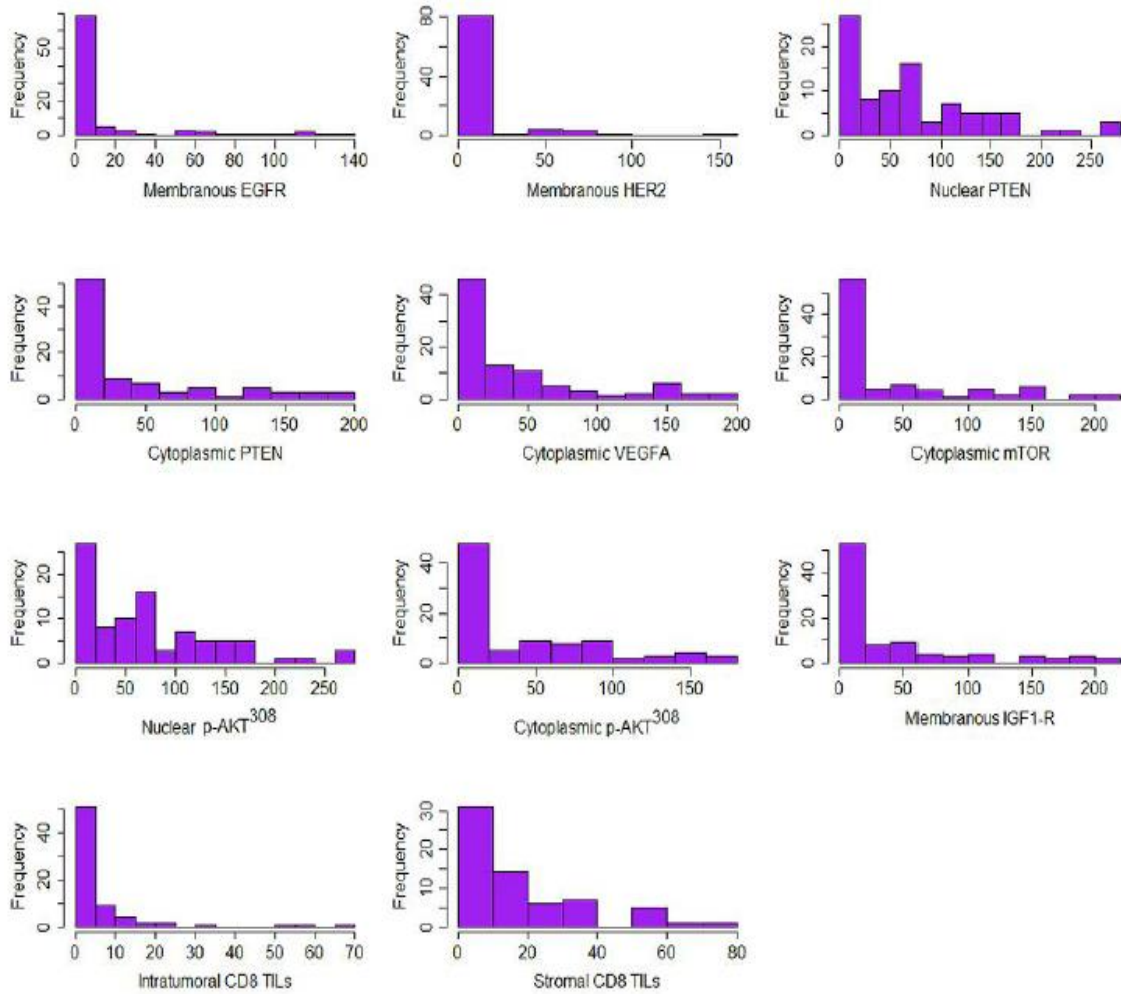 Frequency
0 20 50
0 20 40 60 80 100 120 140
Membranous EGFR
Frequency
0 40 80
0 50 100 150
Membranous HER2
Frequency
0 10 20
0 50 100 150 200 250
Nuclear PTEN
Frequency
0 20 40
0 50 100 150 200
Cytoplasmic PTEN
Frequency
0 20 40
0 50 100 150 200
Cytoplasmic VEGFA
Frequency
0 20 40
0 50 100 150 200
Cytoplasmic mTOR
Frequency
0 10 20
0 50 100 150 200 250
Nuclear p-AKT308
Frequency
0 20 40
0 50 100 150
Cytoplasmic p-AKT308
Frequency
0 20 40
0 50 100 150 200
Membranous IGF1-R
Frequency
0 20 40
0 10 20 30 40 50 60 70
Intratumoral CD8 TILs
Frequency
0 10 20 30
0 20 40 60 80
Stromal CD8 TILs